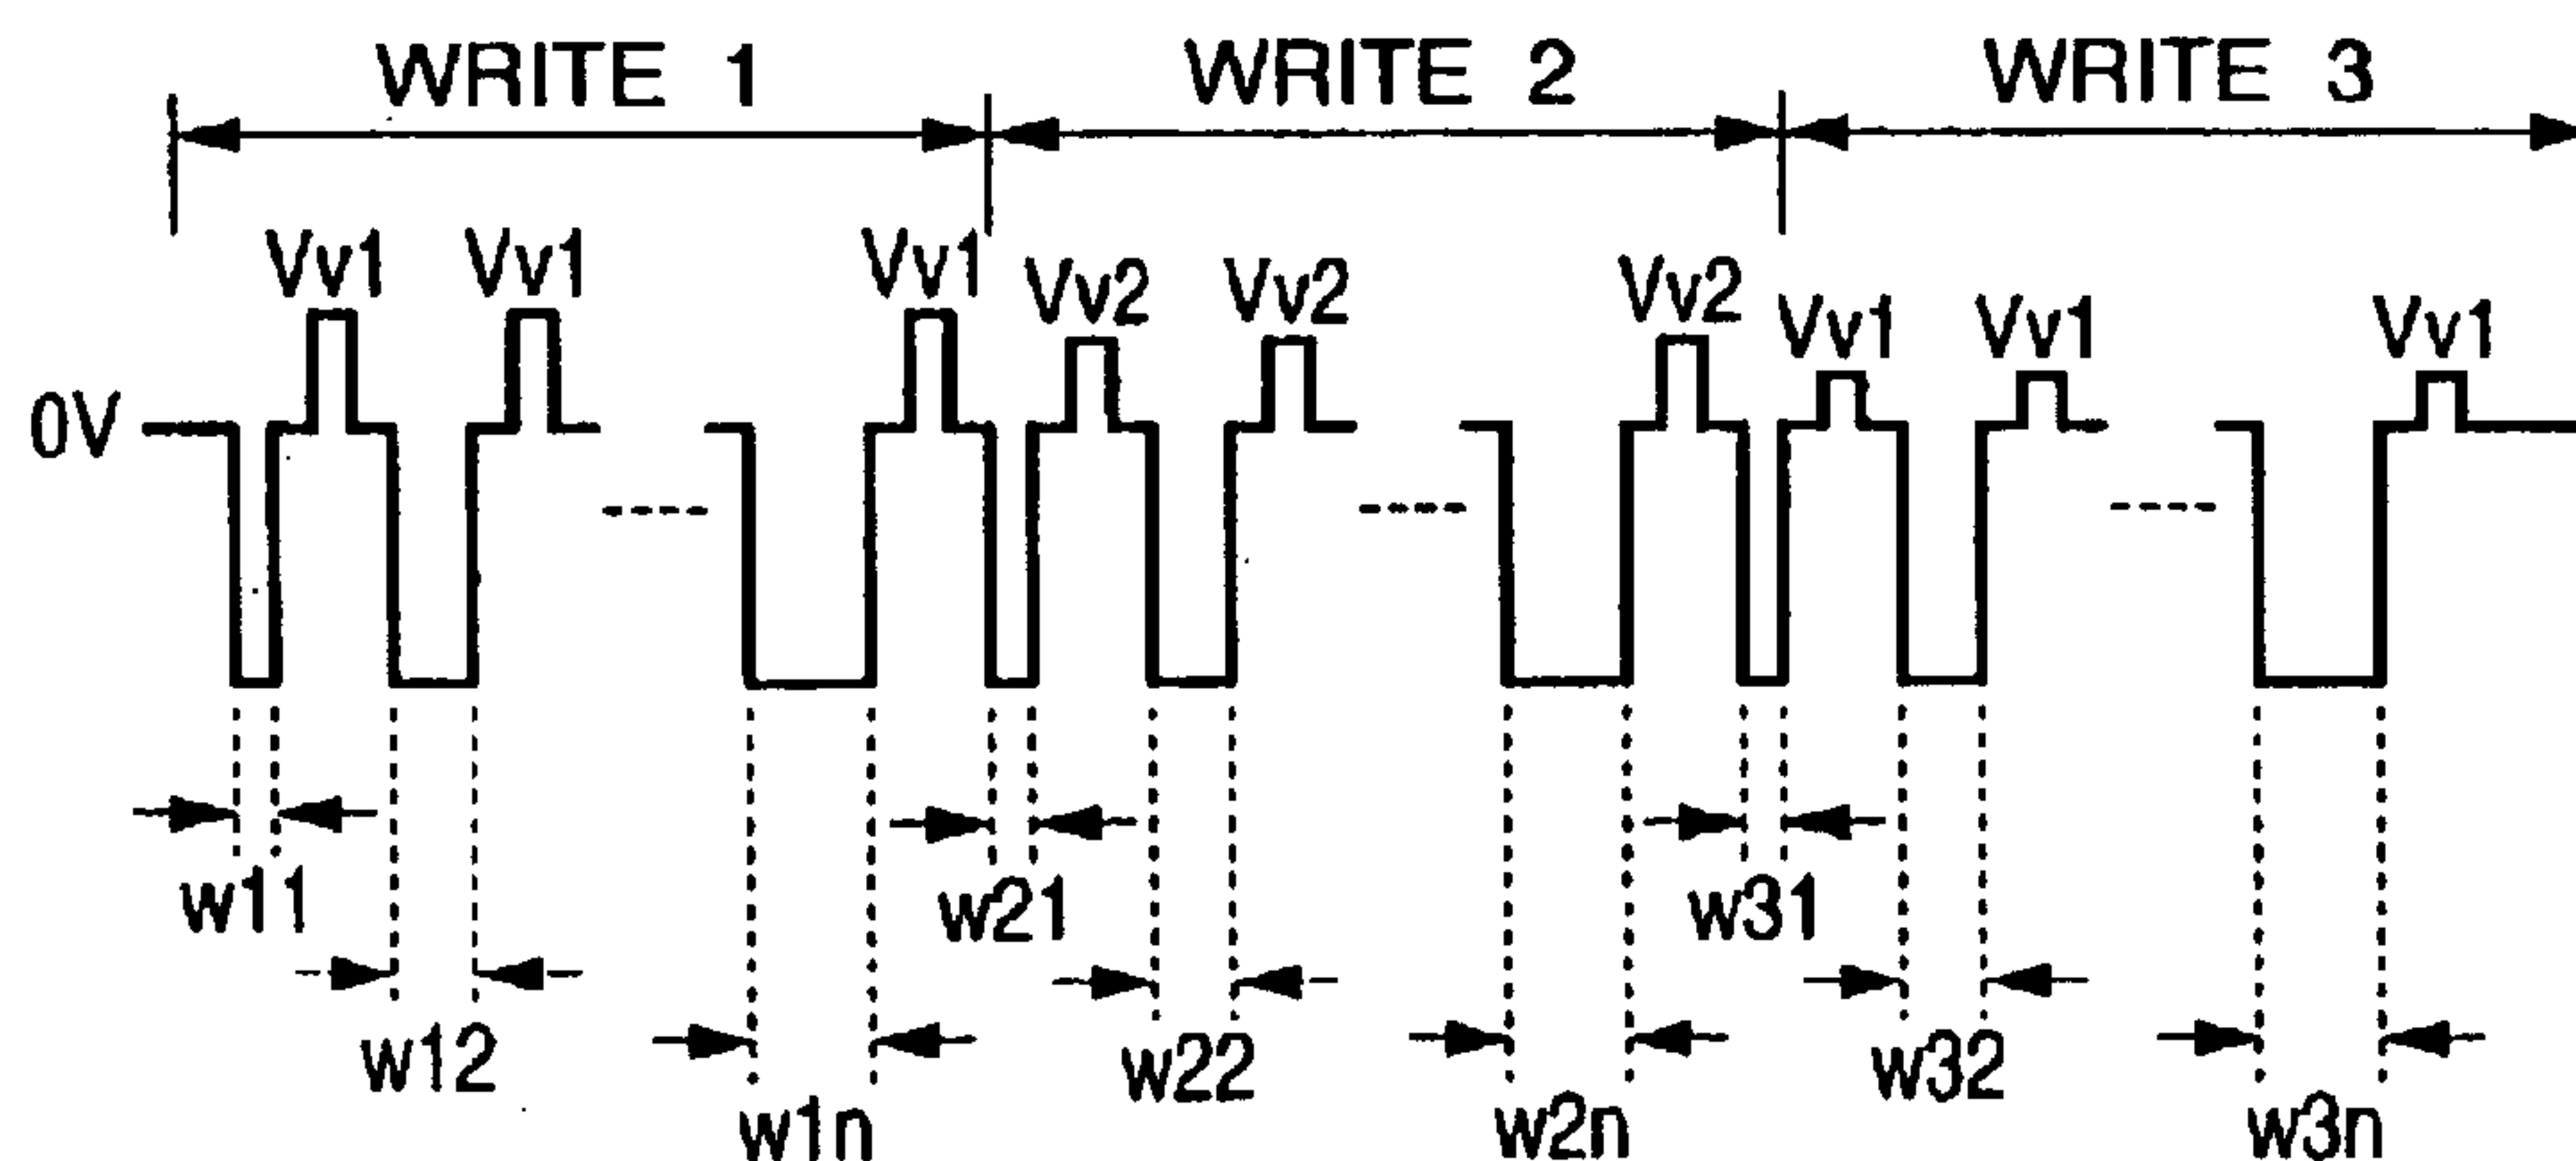 WRITE 1 WRITE 2 WRITE 3
Vv1 Vv1 Vv1 Vv2 Vv2 Vv2 Vv1 Vv1 Vv1
0V
w11 w21 w31
w12 w22 w32
w1n w2n w3n